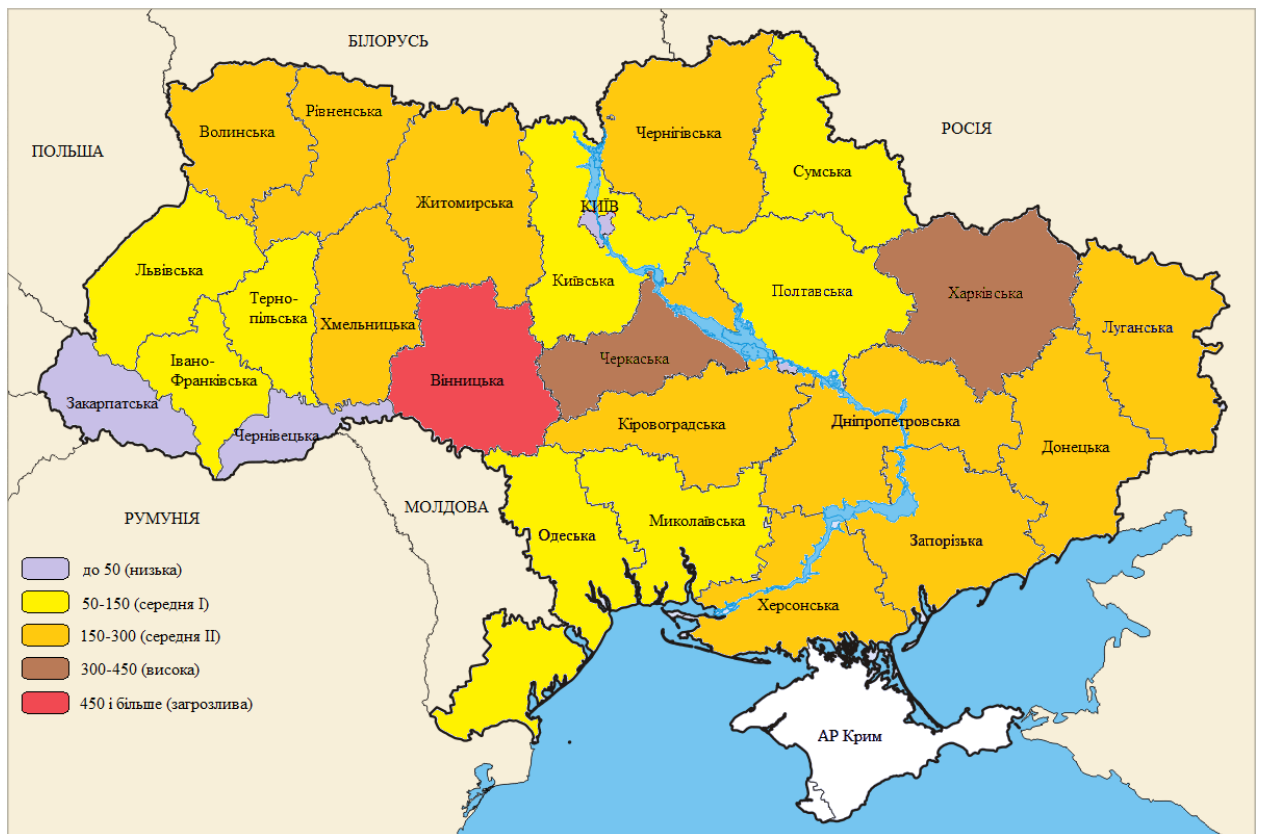 БІЛОРУСЬ
Рівненська
Волинська
Чернігівська
РОСІЯ
ПОЛЬША
Сумська
Житомирська
КИЇВ
Львівська
Київська
Полтавська
Харківська
Терно-
пільська
Хмельницька
Луганська
Івано-
Франківська
Черкаська
Вінницька
Закарпатська
Чернівецька
Кіровоградська
Дніпропетровська
Донецька
МОЛДОВА
РУМУНІЯ
Миколаївська
Одеська
Запорізька
Херсонська
АР Крим
до 50 (низька)
50-150 (середня І)
150-300 (середня ІІ)
300-450 (висока)
450 і більше (загрозлива)